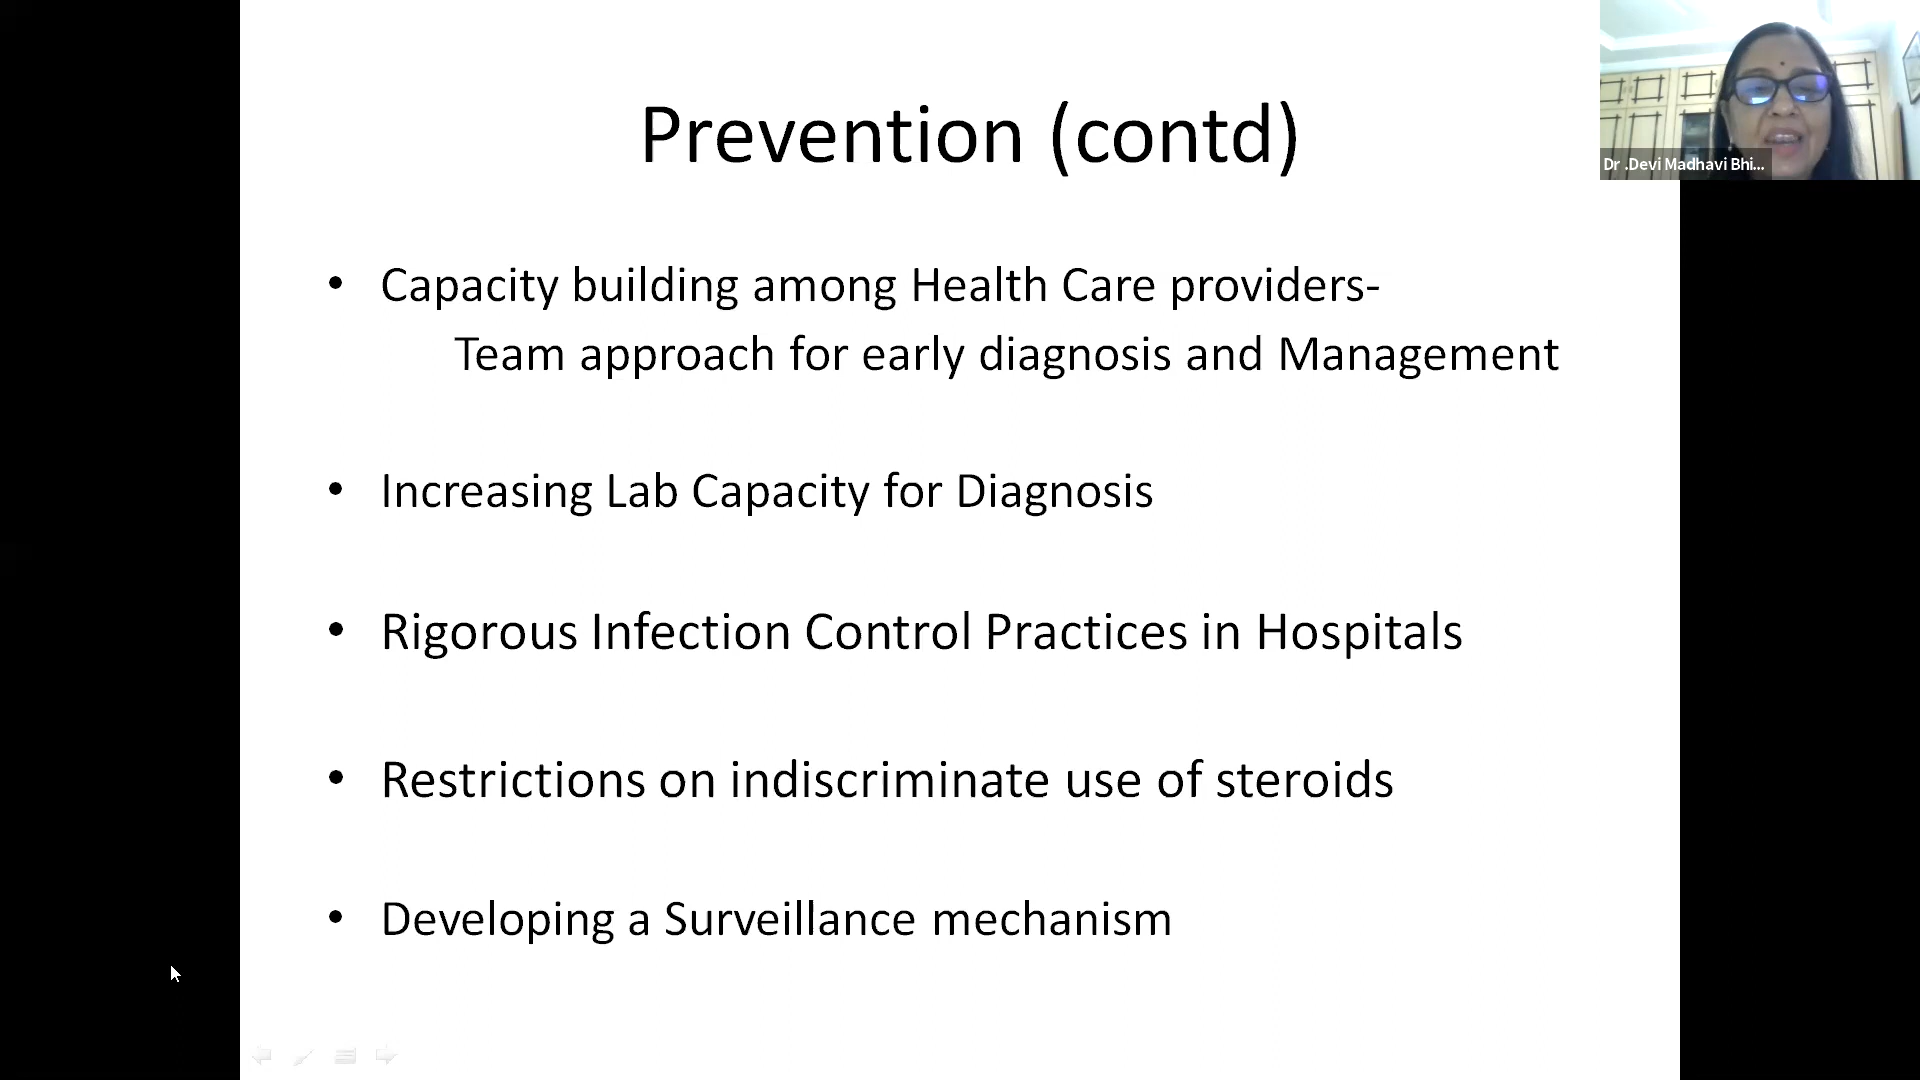 Prevention (contd)
Dr .Devi Madhavi Bhi...
• Capacity building among Health Care providers-
Team approach for early diagnosis and Management
• Increasing Lab Capacity for Diagnosis
• Rigorous Infection Control Practices in Hospitals
• Restrictions on indiscriminate use of steroids
• Developing a Surveillance mechanism